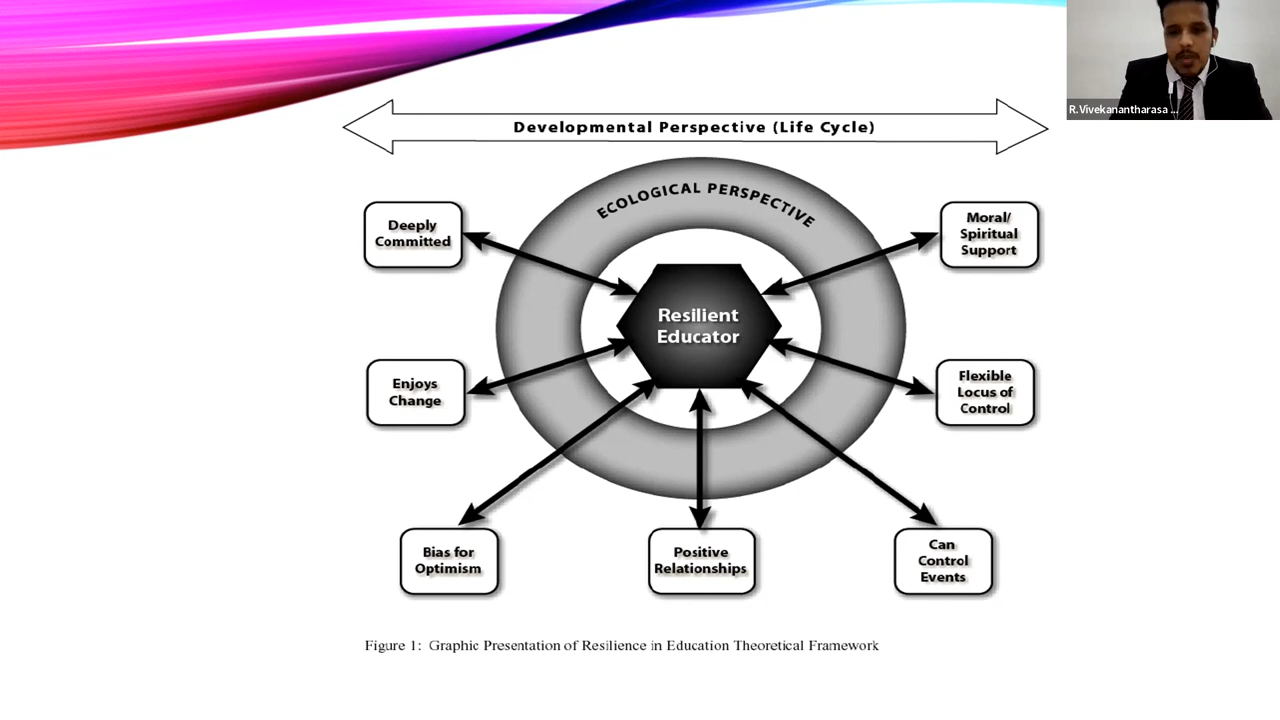 R.Vivekanantharasa ...
Developmental Perspective (Life Cycle)
ECOLOGICAL PERSPECTIVE
Deeply
Committed
Moral/
Spiritual
Support
Resilient
Educator
Enjoys
Change
Flexible
Locus of
Control
Bias for
Optimism
Positive
Relationships
Can
Control
Events
Figure 1: Graphic Presentation of Resilience in Education Theoretical Framework